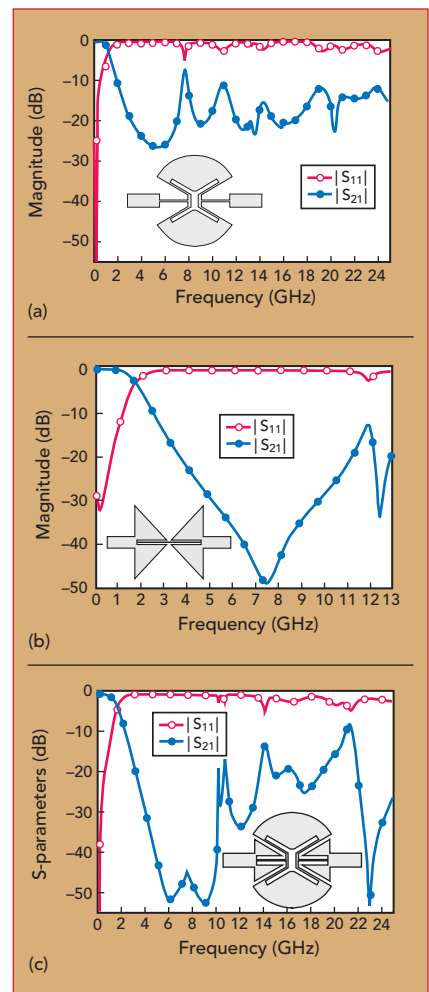 0
−10
−20
−30
−40
−50
Magnitude (dB)
|S11|
|S21|
0 2 4 6 8 10 12 14 16 18 20 22 24
Frequency (GHz)
(a)
0
−10
−20
−30
−40
−50
Magnitude (dB)
|S11|
|S21|
0 1 2 3 4 5 6 7 8 9 10 11 12 13
Frequency (GHz)
(b)
0
−10
−20
−30
−40
−50
S-parameters (dB)
|S11|
|S21|
0 2 4 6 8 10 12 14 16 18 20 22 24
Frequency (GHz)
(c)